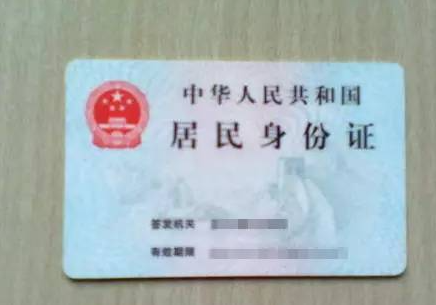 中华人民共和国
居民身份证
签发机关
有效期限